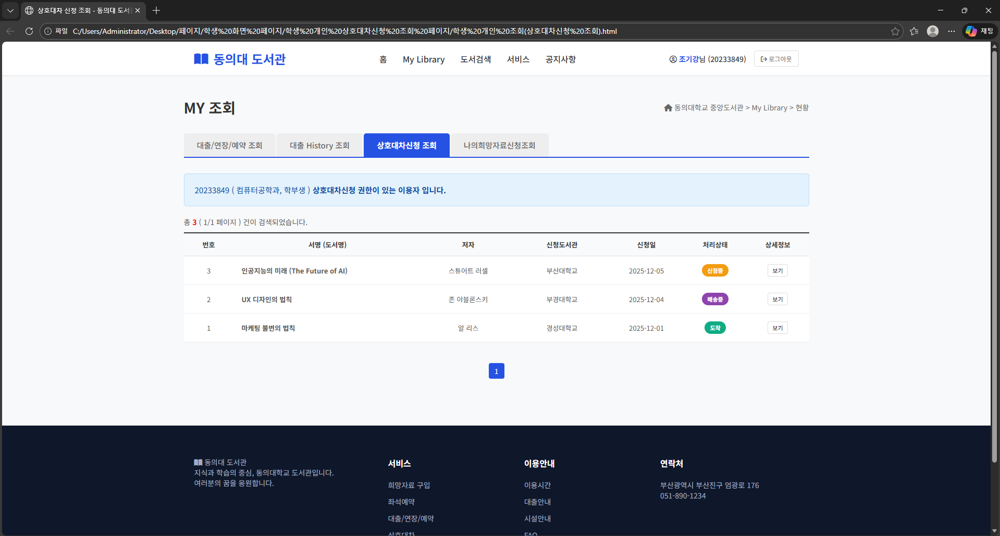 상호대차 신청 조회 - 동의대 도서
파일 C:/Users/Administrator/Desktop/페이지/학생%20화면%20페이지/학생%20개인%20상호대차신청%20조회%20페이지/학생%20개인%20조회(상호대차신청%20조회).html
채팅
동의대 도서관
홈 My Library 도서검색 서비스 공지사항
조기강님 (20233849) 로그아웃
MY 조회
동의대학교 중앙도서관 > My Library > 현황
대출/연장/예약 조회 대출 History 조회 상호대차신청 조회 나의희망자료신청조회
20233849 ( 컴퓨터공학과, 학부생 ) 상호대차신청 권한이 있는 이용자 입니다.
총 3 ( 1/1 페이지 ) 건이 검색되었습니다.
번호 서명 (도서명) 저자 신청도서관 신청일 처리상태 상세정보
3 인공지능의 미래 (The Future of AI) 스튜어트 러셀 부산대학교 2025-12-05 신청중 보기
2 UX 디자인의 법칙 존 야블론스키 부경대학교 2025-12-04 배송중 보기
1 마케팅 불변의 법칙 알 리스 경성대학교 2025-12-01 도착 보기
1
동의대 도서관
지식과 학습의 중심, 동의대학교 도서관입니다.
여러분의 꿈을 응원합니다.
서비스
희망자료 구입
좌석예약
대출/연장/예약
상호대차
이용안내
이용시간
대출안내
시설안내
FAQ
연락처
부산광역시 부산진구 엄광로 176
051-890-1234